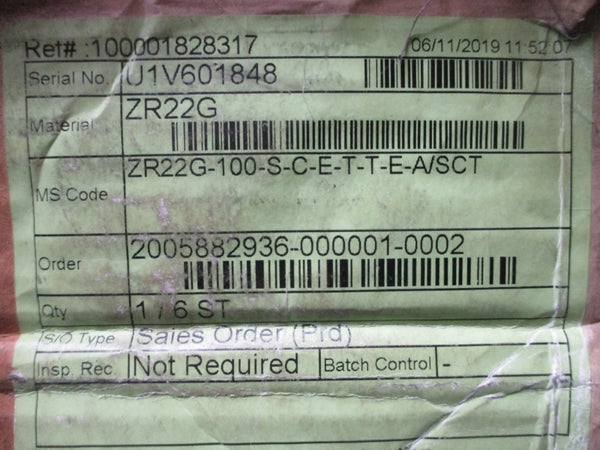 Ref# :100001828317 06/11/2019 11:52:07
Serial No. U1V601848
Material ZR22G
MS Code ZR22G-100-S-C-E-T-T-E-A/SCT
Order 2005882936-000001-0002
Qty 1 / 6 ST
S/O Type Sales Order (Prd)
Insp. Rec. Not Required Batch Control -